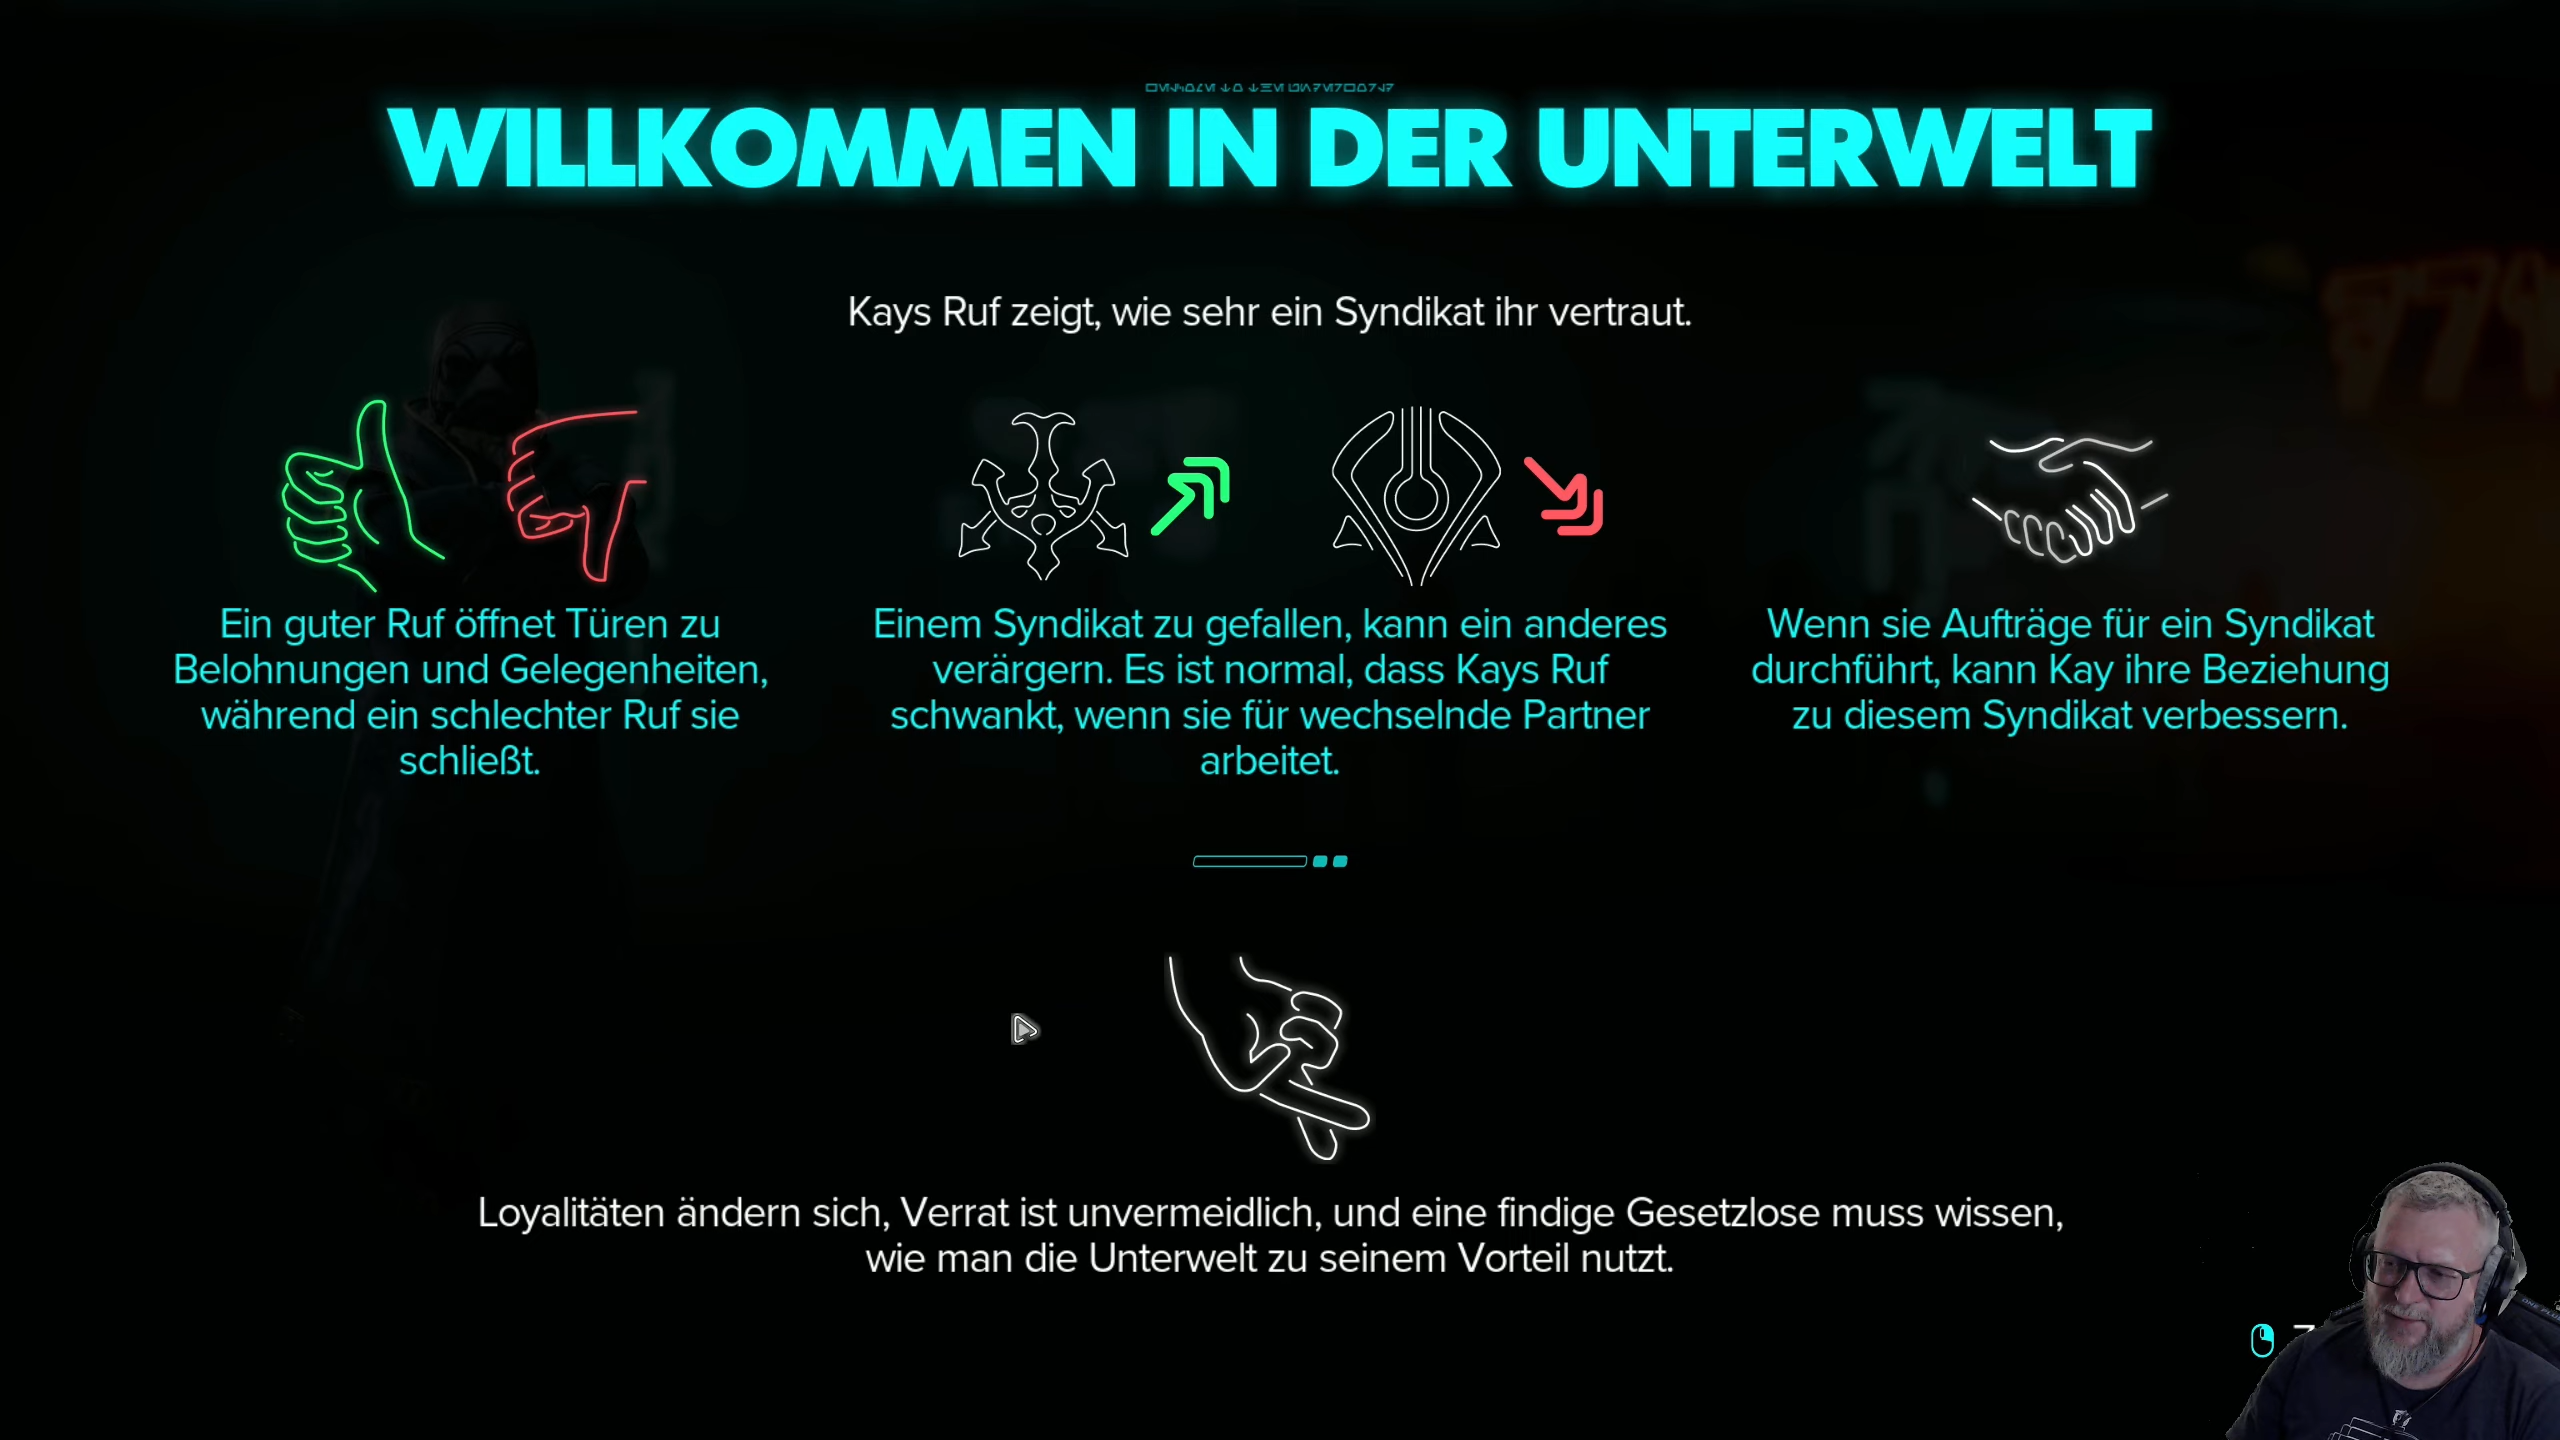 WILLKOMMEN IN DER UNTERWELT
Kays Ruf zeigt, wie sehr ein Syndikat ihr vertraut.
Ein guter Ruf öffnet Türen zu
Belohnungen und Gelegenheiten,
während ein schlechter Ruf sie
schließt.
Einem Syndikat zu gefallen, kann ein anderes
verärgern. Es ist normal, dass Kays Ruf
schwankt, wenn sie für wechselnde Partner
arbeitet.
Wenn sie Aufträge für ein Syndikat
durchführt, kann Kay ihre Beziehung
zu diesem Syndikat verbessern.
Loyalitäten ändern sich, Verrat ist unvermeidlich, und eine findige Gesetzlose muss wissen,
wie man die Unterwelt zu seinem Vorteil nutzt.